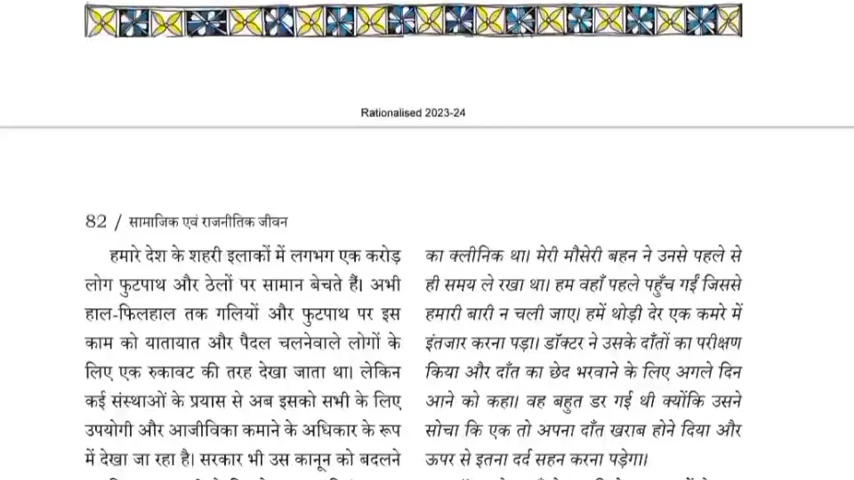 Rationalised 2023-24
82 / सामाजिक एवं राजनीतिक जीवन
हमारे देश के शहरी इलाकों में लगभग एक करोड़
लोग फुटपाथ और ठेलों पर सामान बेचते हैं। अभी
हाल-फिलहाल तक गलियों और फुटपाथ पर इस
काम को यातायात और पैदल चलनेवाले लोगों के
लिए एक रुकावट की तरह देखा जाता था। लेकिन
कई संस्थाओं के प्रयास से अब इसको सभी के लिए
उपयोगी और आजीविका कमाने के अधिकार के रूप
में देखा जा रहा है। सरकार भी उस कानून को बदलने
का क्लीनिक था। मेरी मौसेरी बहन ने उनसे पहले से
ही समय ले रखा था। हम वहाँ पहले पहुँच गईं जिससे
हमारी बारी न चली जाए। हमें थोड़ी देर एक कमरे में
इंतजार करना पड़ा। डॉक्टर ने उसके दाँतों का परीक्षण
किया और दाँत का छेद भरवाने के लिए अगले दिन
आने को कहा। वह बहुत डर गई थी क्योंकि उसने
सोचा कि एक तो अपना दाँत खराब होने दिया और
ऊपर से इतना दर्द सहन करना पड़ेगा।